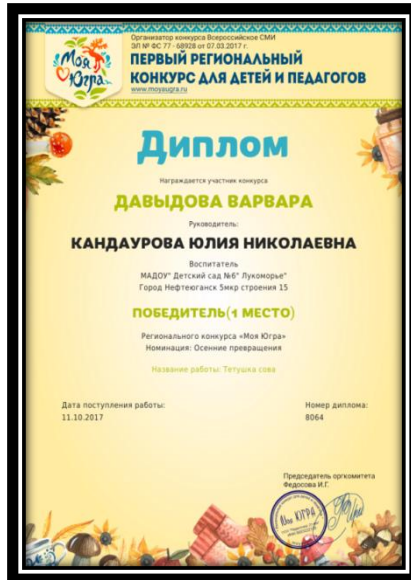 Моя Югра
Организатор конкурса Всероссийское СМИ
ЭЛ № ФС 77 - 68928 от 07.03.2017 г.
ПЕРВЫЙ РЕГИОНАЛЬНЫЙ
КОНКУРС ДЛЯ ДЕТЕЙ И ПЕДАГОГОВ
www.moyaugra.ru
Диплом
Награждается участник конкурса
ДАВЫДОВА ВАРВАРА
Руководитель:
КАНДАУРОВА ЮЛИЯ НИКОЛАЕВНА
Воспитатель
МАДОУ" Детский сад №6" Лукоморье"
Город Нефтеюганск 5мкр строения 15
ПОБЕДИТЕЛЬ(1 МЕСТО)
Регионального конкурса «Моя Югра»
Номинация: Осенние превращения
Название работы: Тетушка сова
Дата поступления работы:
11.10.2017
Номер диплома:
8064
Председатель оргкомитета
Федосова И.Г.
Моя ЮГРА